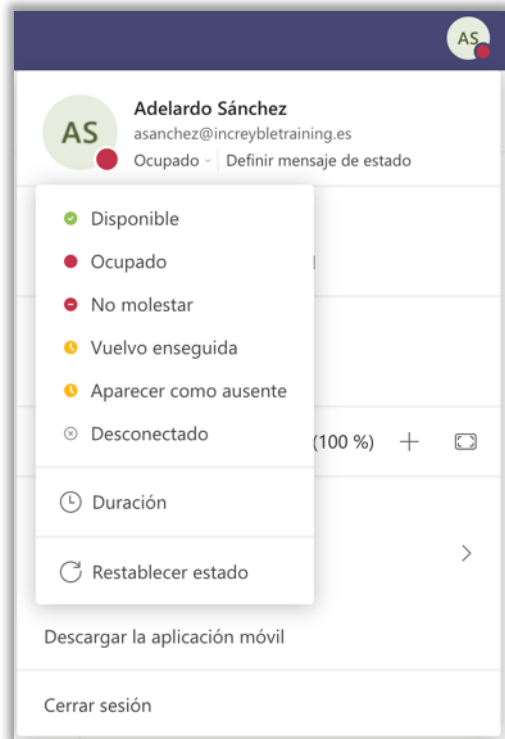 AS
Adelardo Sánchez
AS
asanchez@increybletraining.es
Ocupado Definir mensaje de estado
Disponible
Ocupado
No molestar
Vuelvo enseguida
Aparecer como ausente
Desconectado
(100 %)
Duración
Restablecer estado
Descargar la aplicación móvil
Cerrar sesión